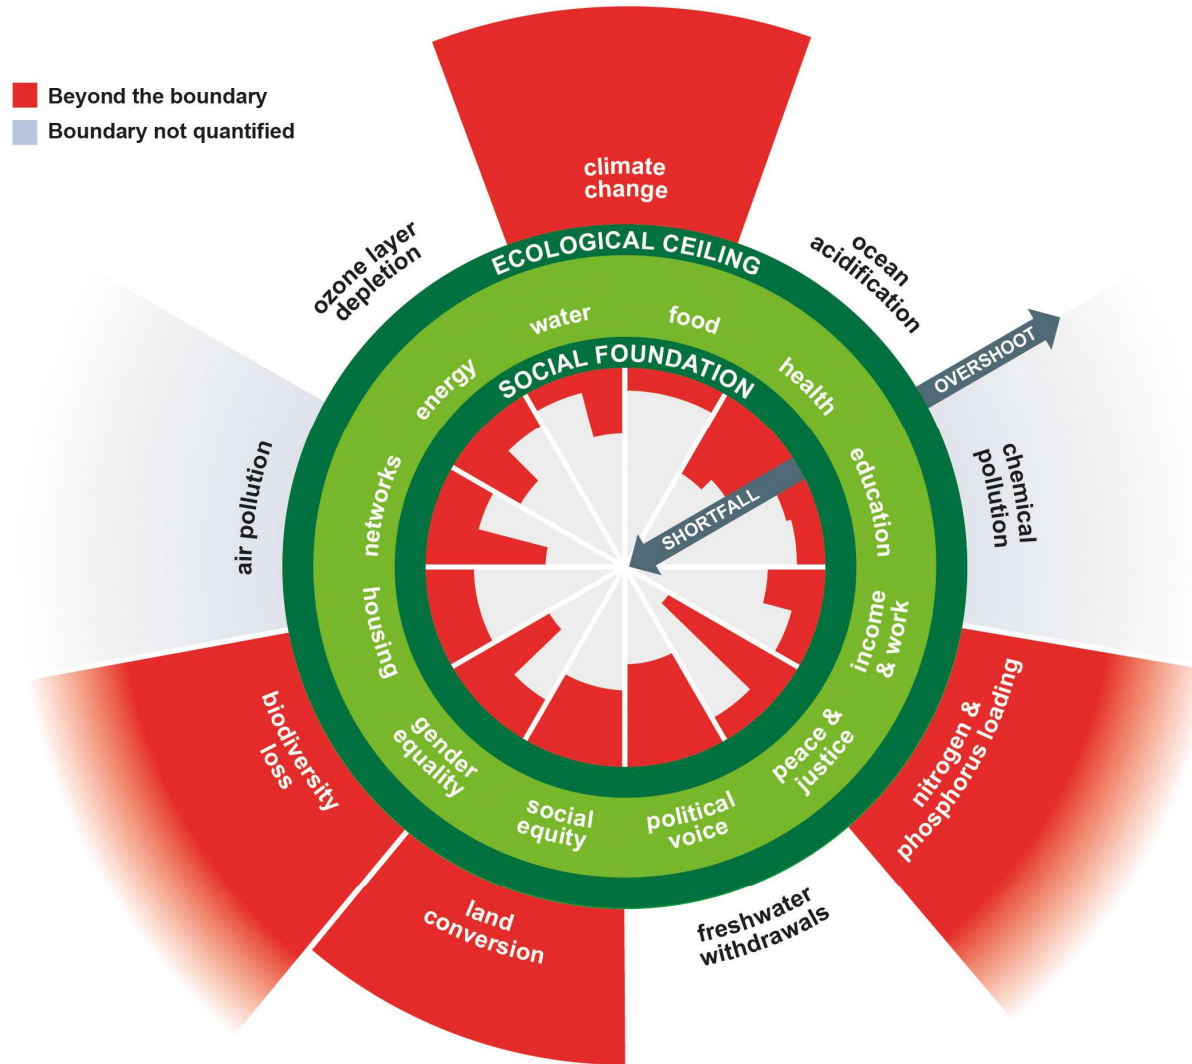 Beyond the boundary
Boundary not quantified
climate
change
ECOLOGICAL CEILING
ozone layer
depletion
ocean
acidification
OVERSHOOT
water
food
SOCIAL FOUNDATION
energy
health
networks
education
SHORTFALL
air pollution
chemical
pollution
housing
income
& work
biodiversity
loss
gender
equality
peace &
justice
nitrogen &
phosphorus loading
social
equity
political
voice
land
conversion
freshwater
withdrawals